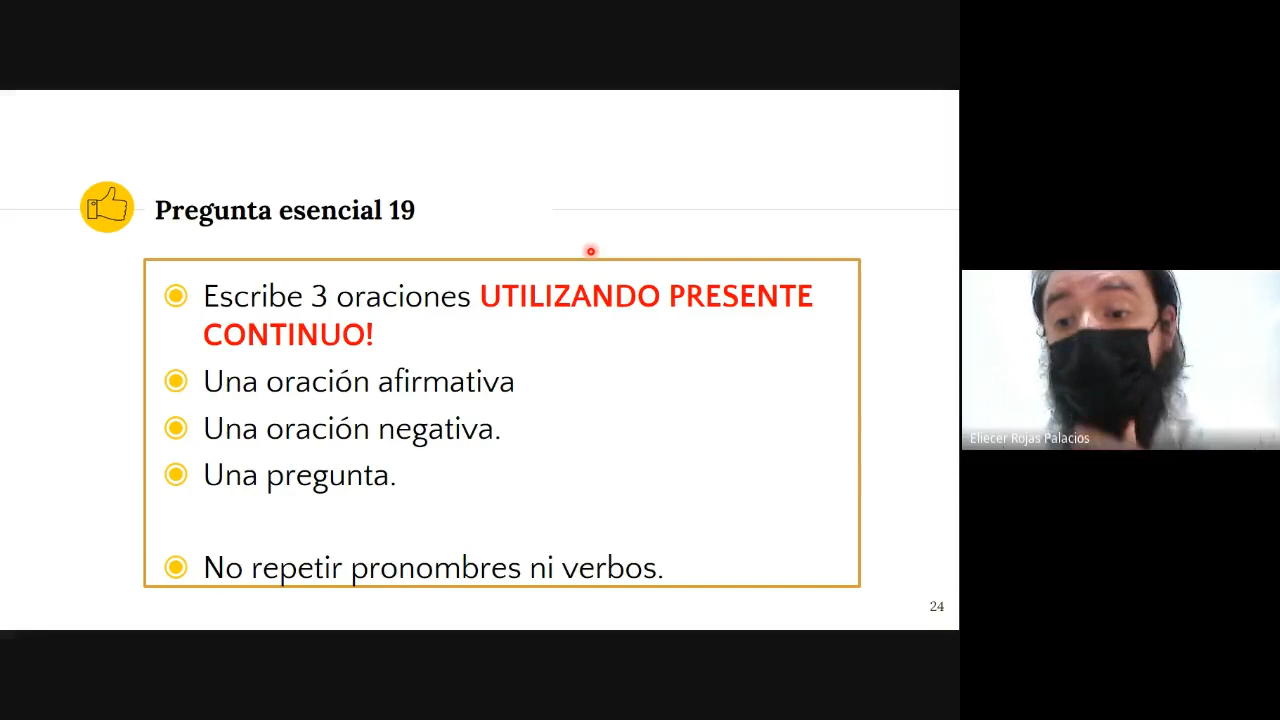 Pregunta esencial 19
Escribe 3 oraciones UTILIZANDO PRESENTE
CONTINUO!
Una oración afirmativa
Una oración negativa.
Una pregunta.
No repetir pronombres ni verbos.
24
Eliecer Rojas Palacios